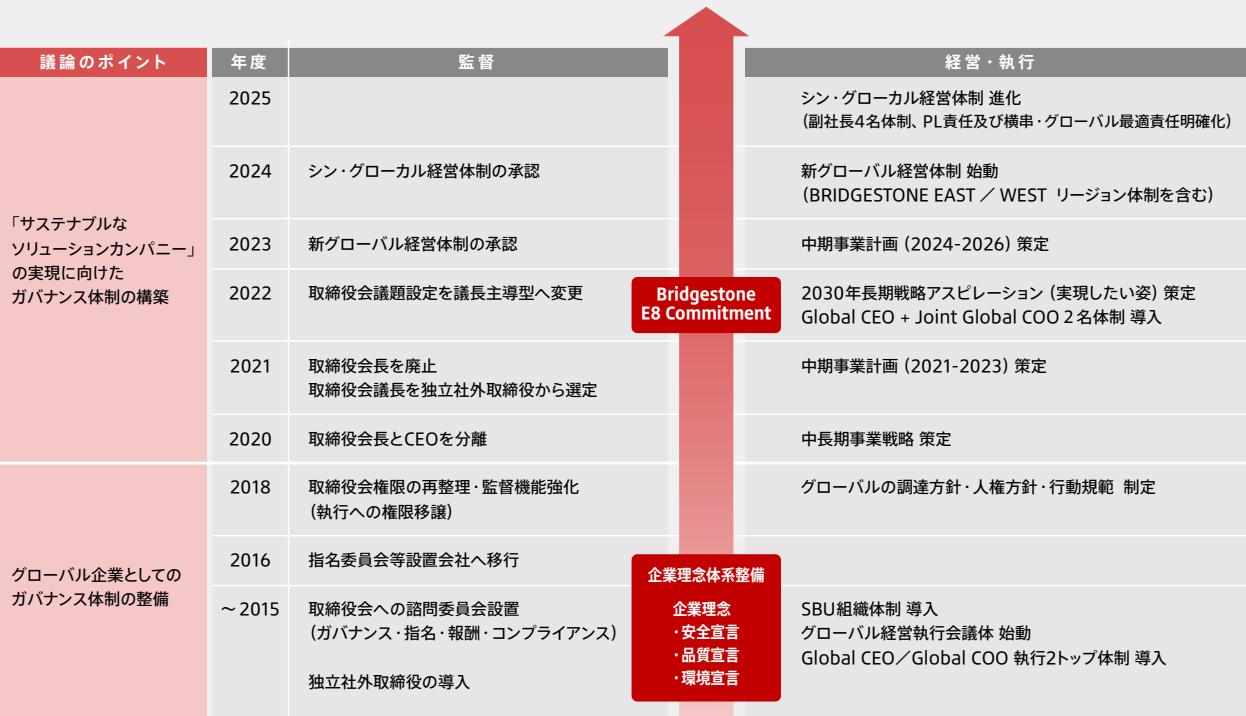 議論のポイント
年度
監督
経営・執行
「サステナブルな
ソリューションカンパニー」
の実現に向けた
ガバナンス体制の構築
2025
シン・グローカル経営体制 進化
（副社長4名体制、PL責任及び横串・グローバル最適責任明確化）
2024
シン・グローカル経営体制の承認
新グローバル経営体制 始動
（BRIDGESTONE EAST ／ WEST リージョン体制を含む）
2023
新グローバル経営体制の承認
中期事業計画（2024-2026）策定
2022
取締役会議題設定を議長主導型へ変更
Bridgestone
E8 Commitment
2030年長期戦略アスピレーション（実現したい姿）策定
Global CEO + Joint Global COO 2名体制 導入
2021
取締役会長を廃止
取締役会議長を独立社外取締役から選定
中期事業計画（2021-2023）策定
2020
取締役会長とCEOを分離
中長期事業戦略 策定
グローバル企業としての
ガバナンス体制の整備
2018
取締役会権限の再整理・監督機能強化
（執行への権限移譲）
グローバルの調達方針・人権方針・行動規範 制定
2016
指名委員会等設置会社へ移行
～2015
取締役会への諮問委員会設置
（ガバナンス・指名・報酬・コンプライアンス）
独立社外取締役の導入
企業理念体系整備
企業理念
・安全宣言
・品質宣言
・環境宣言
SBU組織体制 導入
グローバル経営執行会議体 始動
Global CEO／Global COO 執行2トップ体制 導入